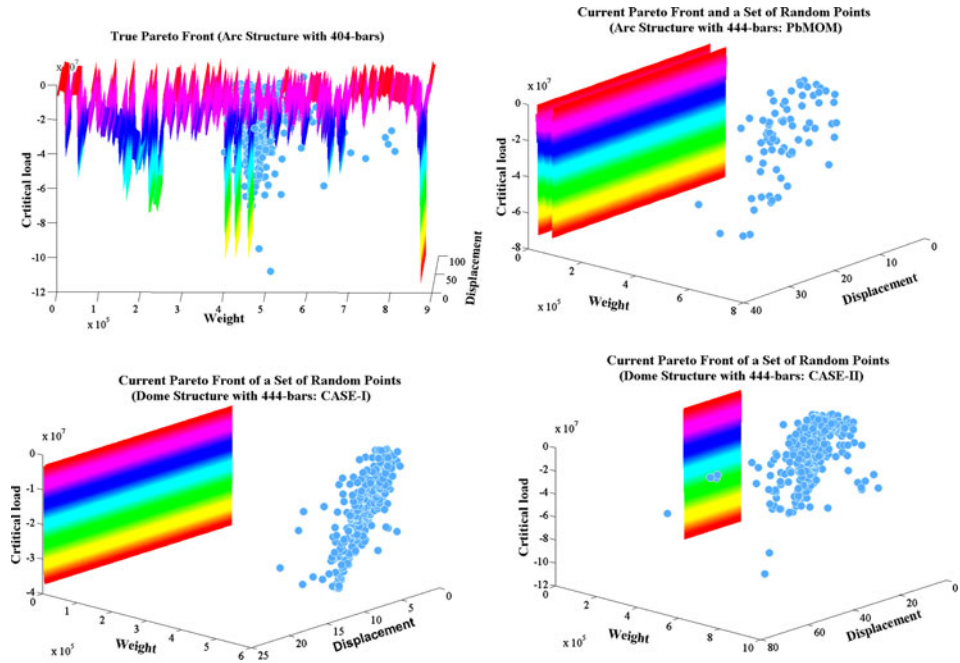 True Pareto Front (Arc Structure with 404-bars)
x 10^7
0
-2
-4
-6
-8
-10
-12
Crtitical load
0 1 2 3 4 5 6 7 8 9
x 10^5
Weight
100
50
0
Displacement
Current Pareto Front and a Set of Random Points
(Arc Structure with 444-bars: PbMOM)
x 10^7
0
-2
-4
-6
-8
Crtitical load
0 2 4 6 8
x 10^5
Weight
40 30 20 10 0
Displacement
Current Pareto Front of a Set of Random Points
(Dome Structure with 444-bars: CASE-I)
x 10^7
0
-1
-2
-3
-4
Crtitical load
0 1 2 3 4 5 6
x 10^5
Weight
25 20 15 10 5 0
Displacement
Current Pareto Front of a Set of Random Points
(Dome Structure with 444-bars: CASE-II)
x 10^7
0
-2
-4
-6
-8
-10
-12
Crtitical load
0 2 4 6 8 10
x 10^5
Weight
80 60 40 20 0
Displacement